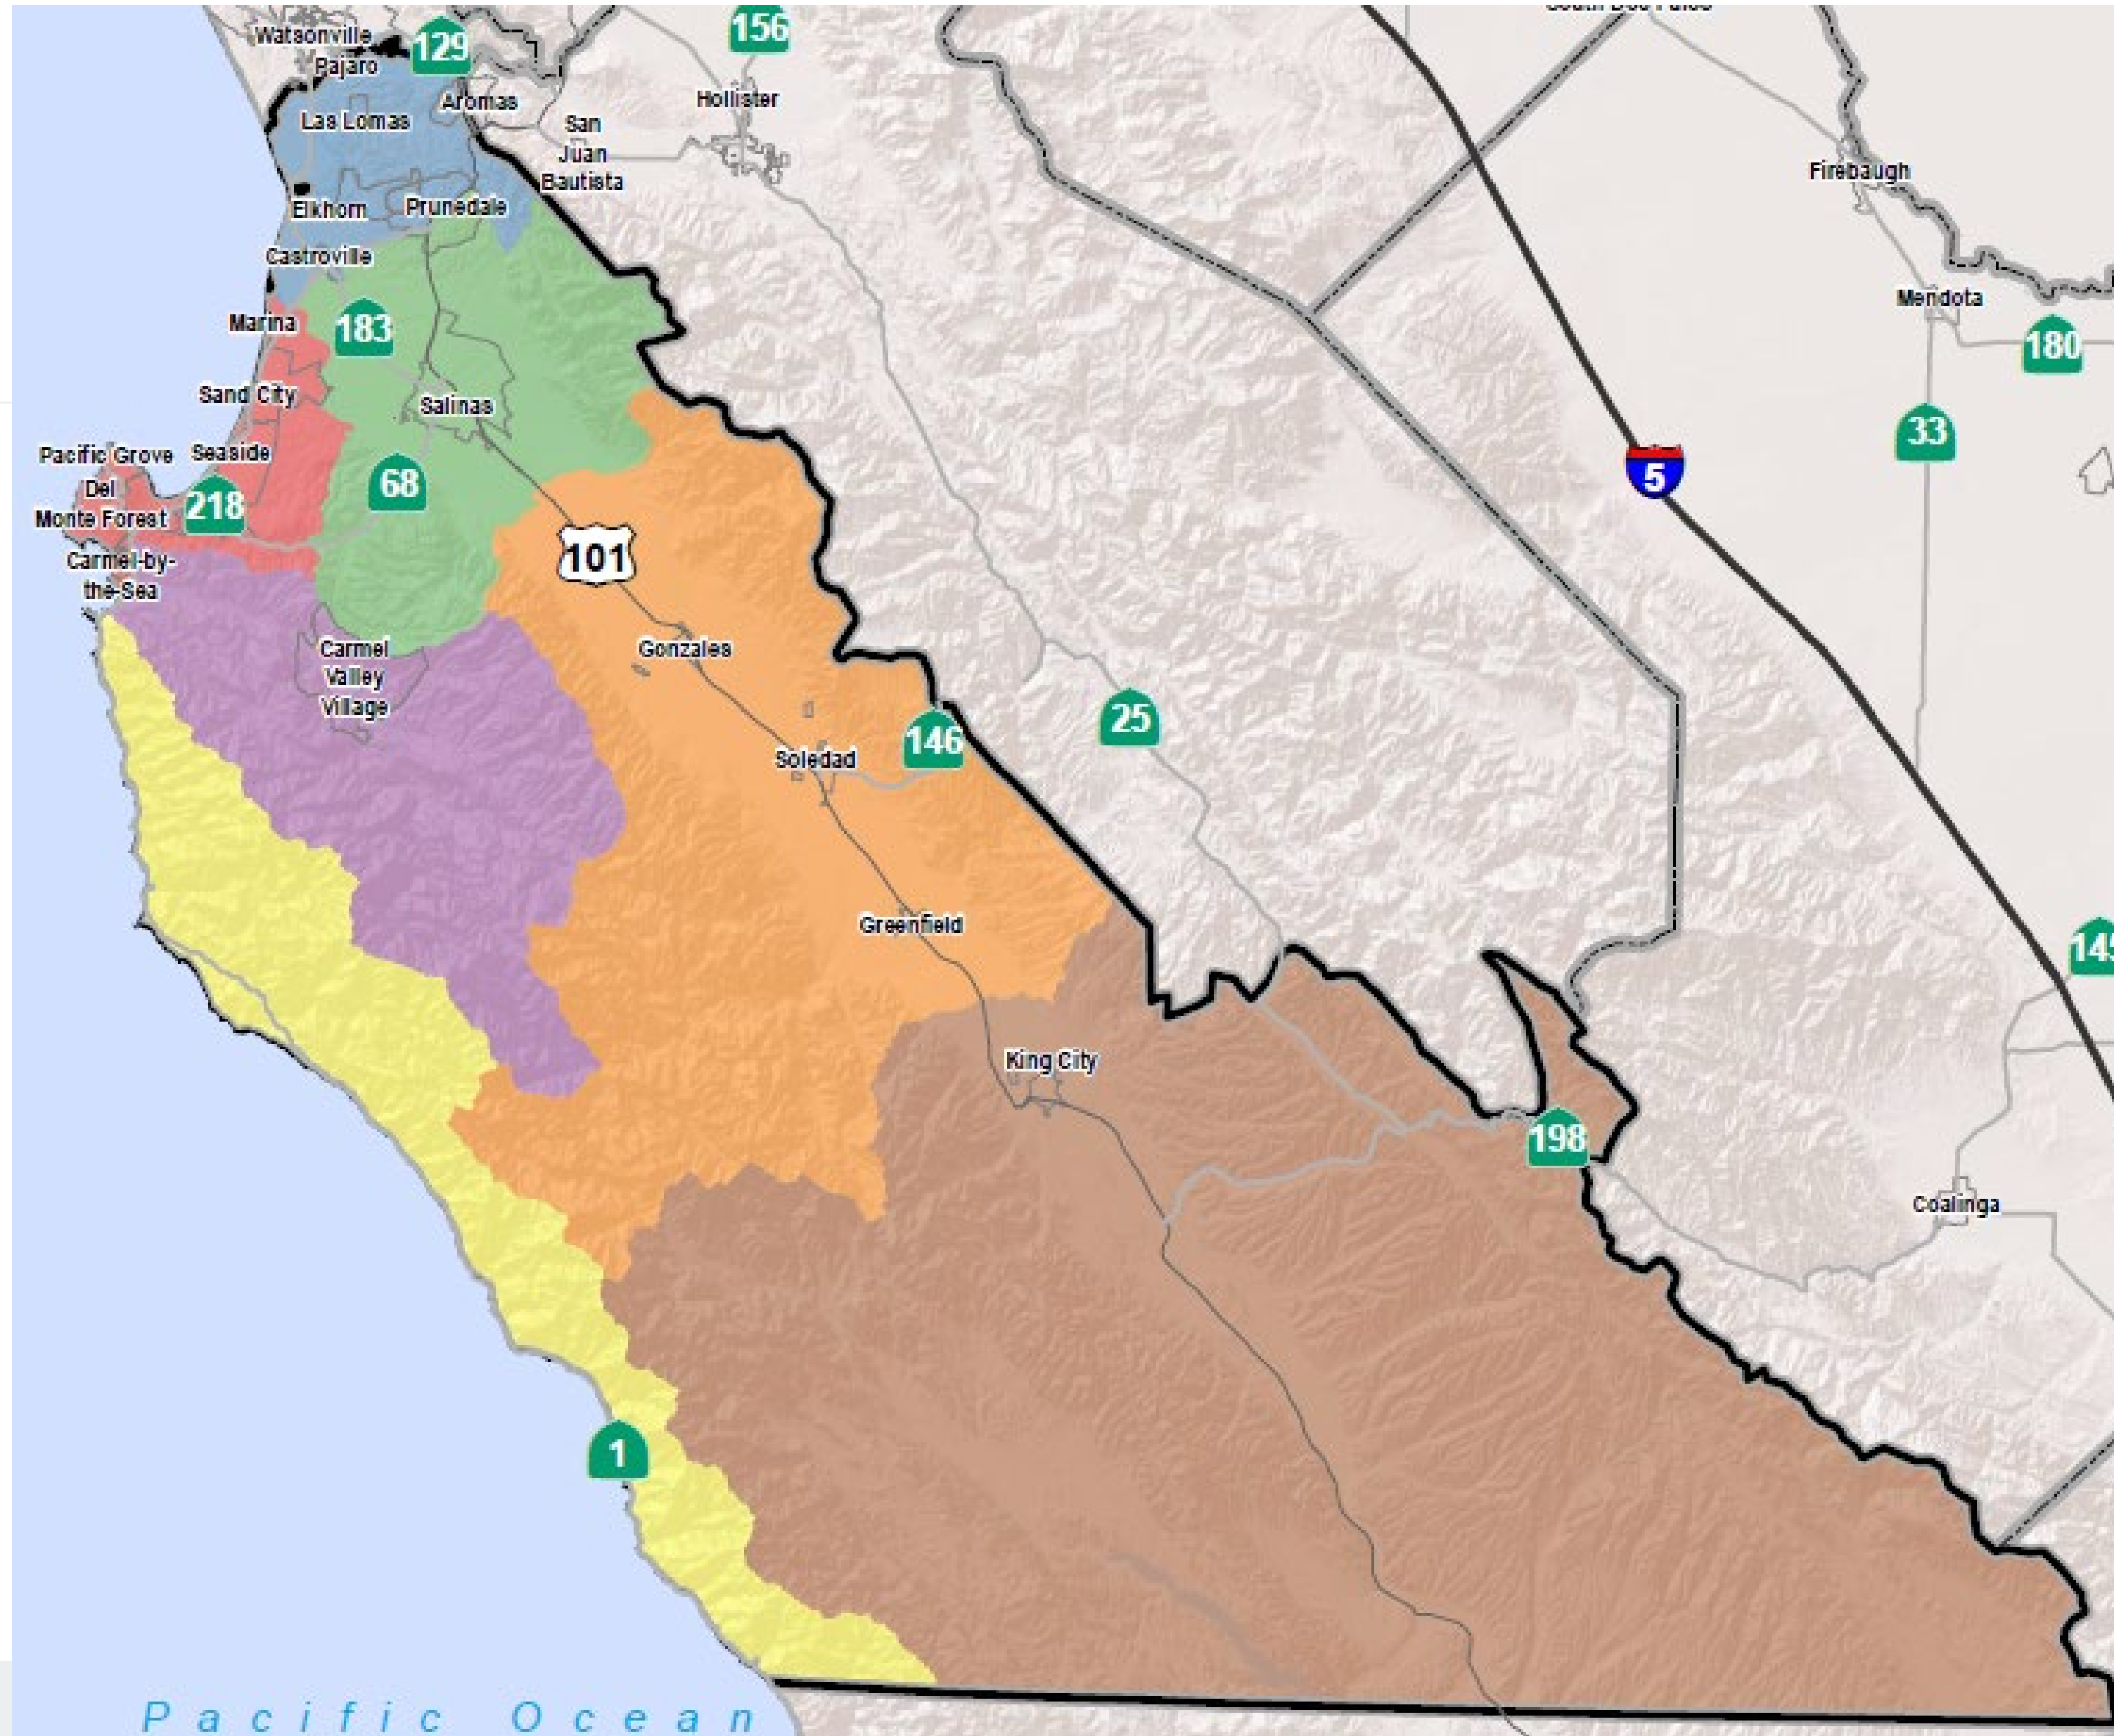 Watsonville
129
156
Pajaro
Aromas
Hollister
Las Lomas
San
Juan
Bautista
Firebaugh
Elkhorn
Prunedale
Castroville
Mendota
Marina
183
180
Sand City
Salinas
33
Pacific Grove
Seaside
5
Del
Monte Forest
218
68
Carmel-by-
the-Sea
101
Carmel
Valley
Village
Gonzales
25
146
Soledad
Greenfield
King City
198
Coalinga
1
Pacific Ocean